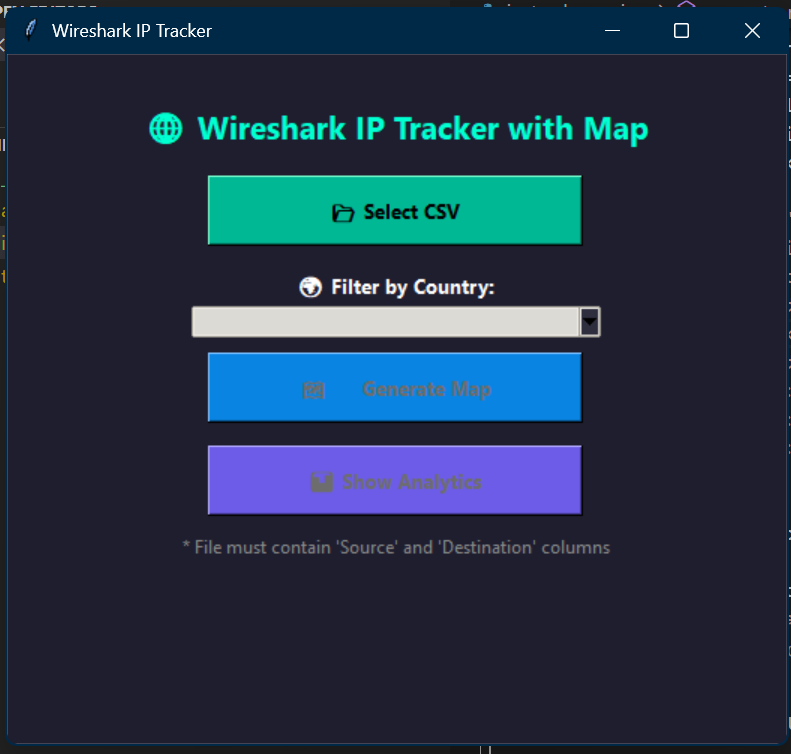 Wireshark IP Tracker
🌐 Wireshark IP Tracker with Map
Select CSV
Filter by Country:
Generate Map
Show Analytics
* File must contain 'Source' and 'Destination' columns